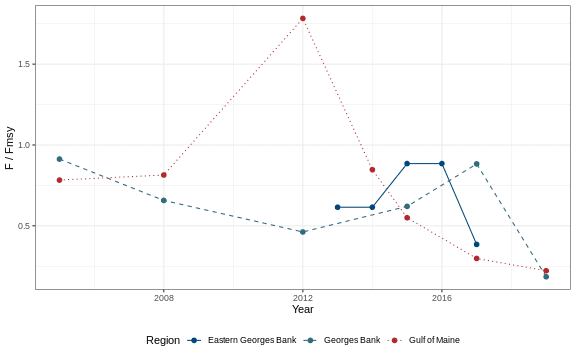 F / Fmsy
1.5
1.0
0.5
2008 2012 2016
Year
Region Eastern Georges Bank Georges Bank Gulf of Maine